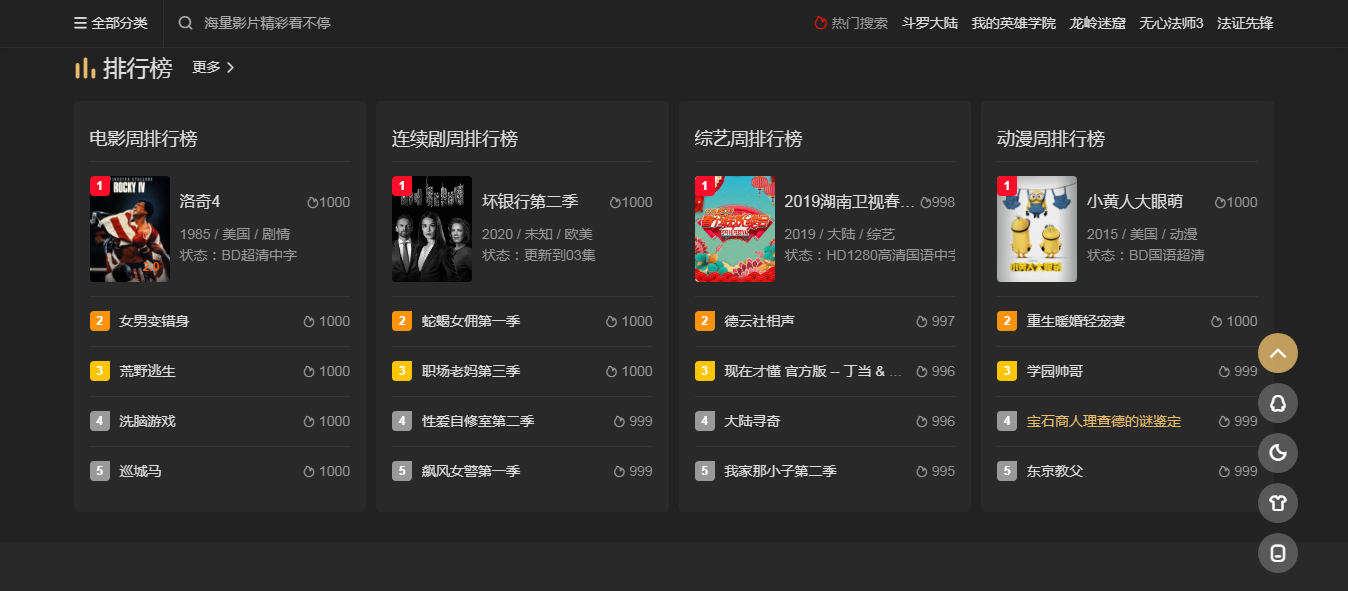 全部分类
海量影片精彩看不停
热门搜索 斗罗大陆 我的英雄学院 龙岭迷窟 无心法师3 法证先锋
排行榜 更多
电影周排行榜
1
ROCKY IV
洛奇4 1000
1985 / 美国 / 剧情
状态：BD超清中字
2 女男变错身 1000
3 荒野逃生 1000
4 洗脑游戏 1000
5 巡城马 1000
连续剧周排行榜
1
坏银行第二季 1000
2020 / 未知 / 欧美
状态：更新到03集
2 蛇蝎女佣第一季 1000
3 职场老妈第三季 1000
4 性爱自修室第二季 999
5 飙风女警第一季 999
综艺周排行榜
1
2019湖南卫视春... 998
2019 / 大陆 / 综艺
状态：HD1280高清国语中字
2 德云社相声 997
3 现在才懂 官方版 -- 丁当 & ... 996
4 大陆寻奇 996
5 我家那小子第二季 995
动漫周排行榜
1
小黄人大眼萌
小黄人大眼萌 1000
2015 / 美国 / 动漫
状态：BD国语超清
2 重生暖婚轻宠妻 1000
3 学园帅哥 999
4 宝石商人理查德的谜鉴定 999
5 东京教父 999